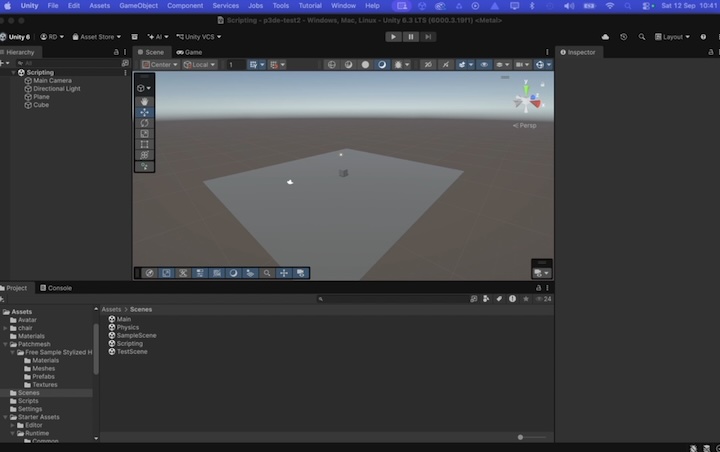 Unity File Edit Assets GameObject Component Services Jobs Tools Tutorial Window Help Sat 12 Sep 10:41
Scripting - p3de-test2 - Windows, Mac, Linux - Unity 6.3 LTS (6000.3.19f1) <Metal>
Unity 6 RD Asset Store AI Unity VCS Layout
Hierarchy Scene Game Inspector
All Center Local 1
Scripting
Main Camera
Directional Light
Plane
Cube
y
Persp
Project Console
24
Assets Assets > Scenes
Avatar Main
chair Physics
Materials SampleScene
Patchmesh Scripting
Free Sample Stylized H TestScene
Materials
Meshes
Prefabs
Textures
Scenes
Scripts
Settings
Starter Assets
Editor
Runtime
Common